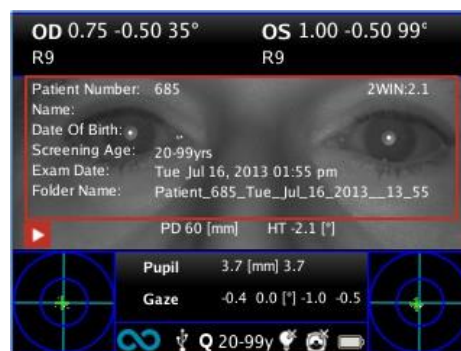 OD 0.75 -0.50 35° OS 1.00 -0.50 99°
R9 R9
Patient Number: 685 2WIN:2.1
Name:
Date Of Birth:
Screening Age: 20-99yrs
Exam Date: Tue Jul 16, 2013 01:55 pm
Folder Name: Patient_685_Tue_Jul_16_2013__13_55
PD 60 [mm] HT -2.1 [°]
Pupil 3.7 [mm] 3.7
Gaze -0.4 0.0 [°] -1.0 -0.5
Q 20-99y